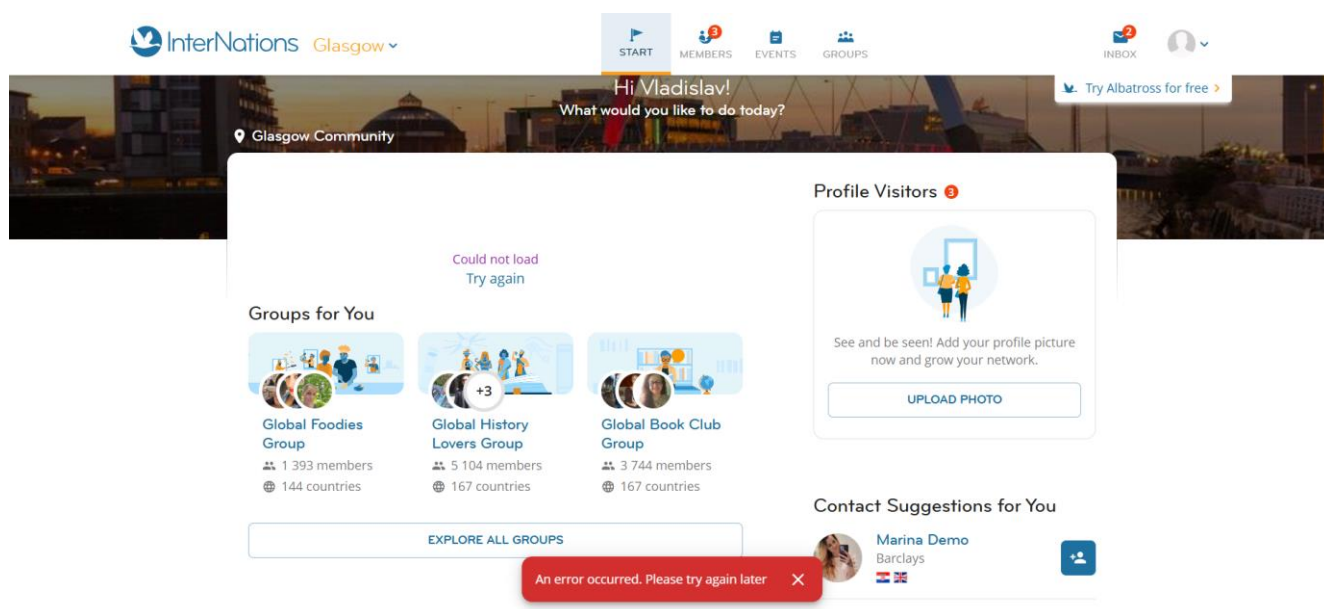 InterNations Glasgow
START
3
MEMBERS
EVENTS
GROUPS
2
INBOX
Try Albatross for free
Hi Vladislav!
What would you like to do today?
Glasgow Community
Could not load
Try again
Groups for You
Global Foodies
Group
1 393 members
144 countries
+3
Global History
Lovers Group
5 104 members
167 countries
Global Book Club
Group
3 744 members
167 countries
EXPLORE ALL GROUPS
Profile Visitors 3
See and be seen! Add your profile picture
now and grow your network.
UPLOAD PHOTO
Contact Suggestions for You
Marina Demo
Barclays
An error occurred. Please try again later